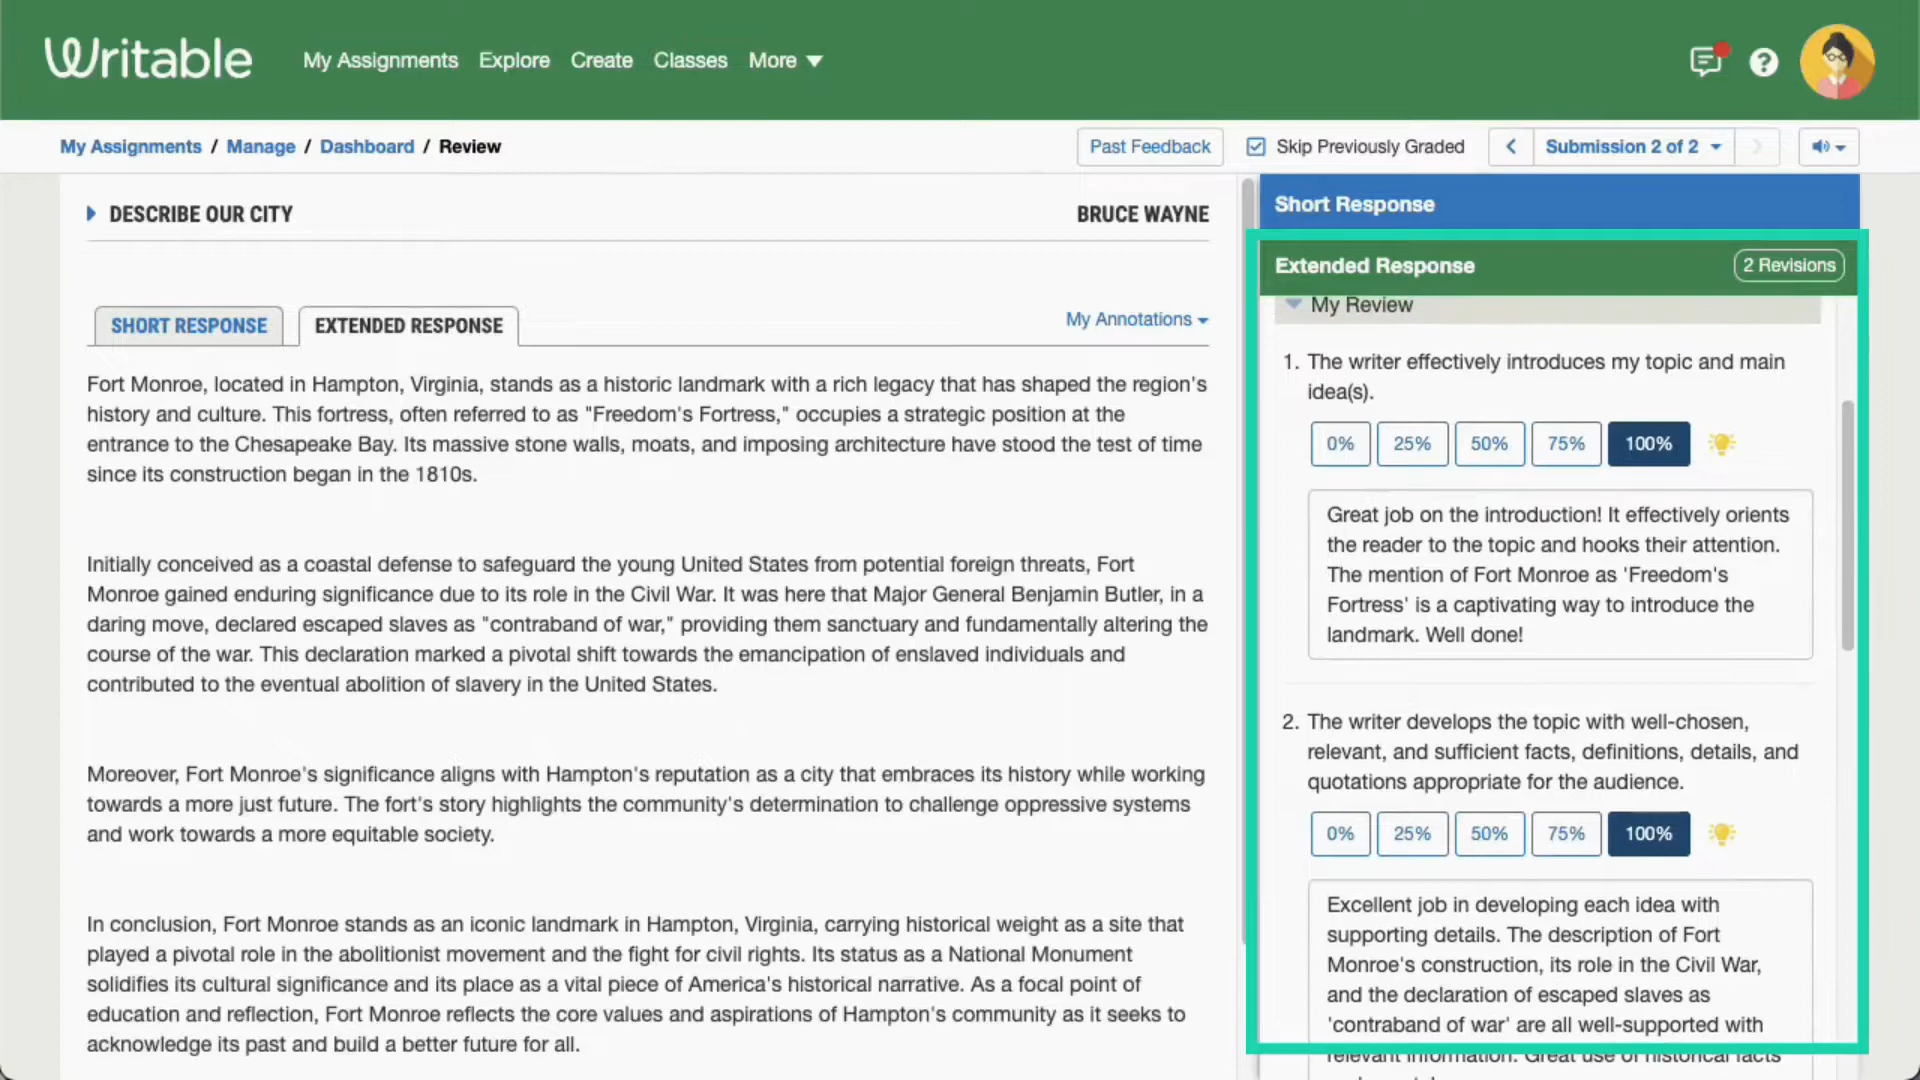 Writable
My Assignments Explore Create Classes More
My Assignments / Manage / Dashboard / Review
Past Feedback
Skip Previously Graded
Submission 2 of 2
DESCRIBE OUR CITY
BRUCE WAYNE
SHORT RESPONSE
EXTENDED RESPONSE
My Annotations
Fort Monroe, located in Hampton, Virginia, stands as a historic landmark with a rich legacy that has shaped the region's
history and culture. This fortress, often referred to as "Freedom's Fortress," occupies a strategic position at the
entrance to the Chesapeake Bay. Its massive stone walls, moats, and imposing architecture have stood the test of time
since its construction began in the 1810s.
Initially conceived as a coastal defense to safeguard the young United States from potential foreign threats, Fort
Monroe gained enduring significance due to its role in the Civil War. It was here that Major General Benjamin Butler, in a
daring move, declared escaped slaves as "contraband of war," providing them sanctuary and fundamentally altering the
course of the war. This declaration marked a pivotal shift towards the emancipation of enslaved individuals and
contributed to the eventual abolition of slavery in the United States.
Moreover, Fort Monroe's significance aligns with Hampton's reputation as a city that embraces its history while working
towards a more just future. The fort's story highlights the community's determination to challenge oppressive systems
and work towards a more equitable society.
In conclusion, Fort Monroe stands as an iconic landmark in Hampton, Virginia, carrying historical weight as a site that
played a pivotal role in the abolitionist movement and the fight for civil rights. Its status as a National Monument
solidifies its cultural significance and its place as a vital piece of America's historical narrative. As a focal point of
education and reflection, Fort Monroe reflects the core values and aspirations of Hampton's community as it seeks to
acknowledge its past and build a better future for all.
Short Response
Extended Response
2 Revisions
My Review
1. The writer effectively introduces my topic and main
idea(s).
0% 25% 50% 75% 100%
Great job on the introduction! It effectively orients
the reader to the topic and hooks their attention.
The mention of Fort Monroe as 'Freedom's
Fortress' is a captivating way to introduce the
landmark. Well done!
2. The writer develops the topic with well-chosen,
relevant, and sufficient facts, definitions, details, and
quotations appropriate for the audience.
0% 25% 50% 75% 100%
Excellent job in developing each idea with
supporting details. The description of Fort
Monroe's construction, its role in the Civil War,
and the declaration of escaped slaves as
'contraband of war' are all well-supported with
relevant information. Great use of historical facts